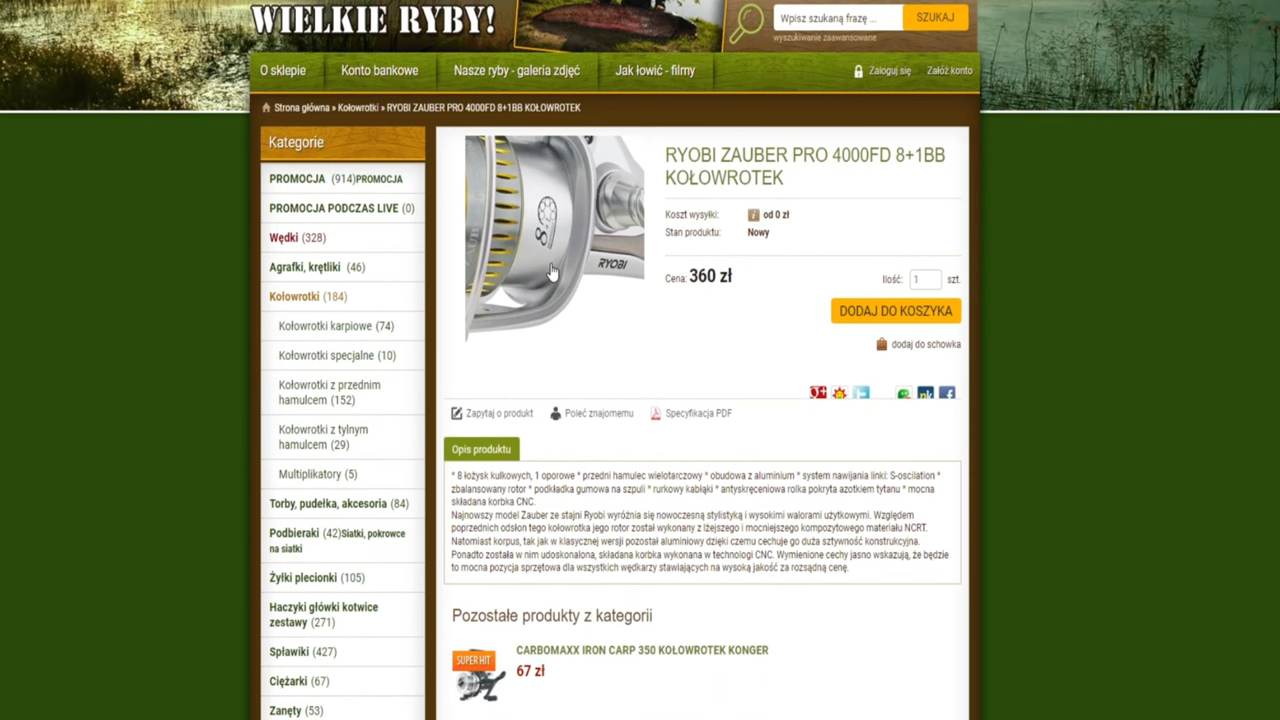 WIELKIE RYBY!
Wpisz szukaną frazę ...
SZUKAJ
wyszukiwanie zaawansowane
O sklepie
Konto bankowe
Nasze ryby - galeria zdjęć
Jak łowić - filmy
Zaloguj się
Załóż konto
Strona główna » Kołowrotki » RYOBI ZAUBER PRO 4000FD 8+1BB KOŁOWROTEK
Kategorie
PROMOCJA (914)PROMOCJA
PROMOCJA PODCZAS LIVE (0)
Wędki (328)
Agrafki, krętliki (46)
Kołowrotki (184)
Kołowrotki karpiowe (74)
Kołowrotki specjalne (10)
Kołowrotki z przednim
hamulcem (152)
Kołowrotki z tylnym
hamulcem (29)
Multiplikatory (5)
Torby, pudełka, akcesoria (84)
Podbieraki (42)Siatki, pokrowce
na siatki
Żyłki plecionki (105)
Haczyki główki kotwice
zestawy (271)
Spławiki (427)
Ciężarki (67)
Zanęty (53)
RYOBI
RYOBI ZAUBER PRO 4000FD 8+1BB
KOŁOWROTEK
Koszt wysyłki: od 0 zł
Stan produktu: Nowy
Cena: 360 zł
Ilość: 1 szt.
DODAJ DO KOSZYKA
dodaj do schowka
Zapytaj o produkt
Poleć znajomemu
Specyfikacja PDF
Opis produktu
* 8 łożysk kulkowych, 1 oporowe * przedni hamulec wielotarczowy * obudowa z aluminium * system nawijania linki: S-oscilation *
zbalansowany rotor * podkładka gumowa na szpuli * rurkowy kabłąki * antyskręceniowa rolka pokryta azotkiem tytanu * mocna
składana korbka CNC.
Najnowszy model Zauber ze stajni Ryobi wyróżnia się nowoczesną stylistyką i wysokimi walorami użytkowymi. Względem
poprzednich odsłon tego kołowrotka jego rotor został wykonany z lżejszego i mocniejszego kompozytowego materiału NCRT.
Natomiast korpus, tak jak w klasycznej wersji pozostał aluminiowy dzięki czemu cechuje go duża sztywność konstrukcyjna.
Ponadto została w nim udoskonalona, składana korbka wykonana w technologi CNC. Wymienione cechy jasno wskazują, że będzie
to mocna pozycja sprzętowa dla wszystkich wędkarzy stawiających na wysoką jakość za rozsądną cenę.
Pozostałe produkty z kategorii
SUPER HIT
CARBOMAXX IRON CARP 350 KOŁOWROTEK KONGER
67 zł